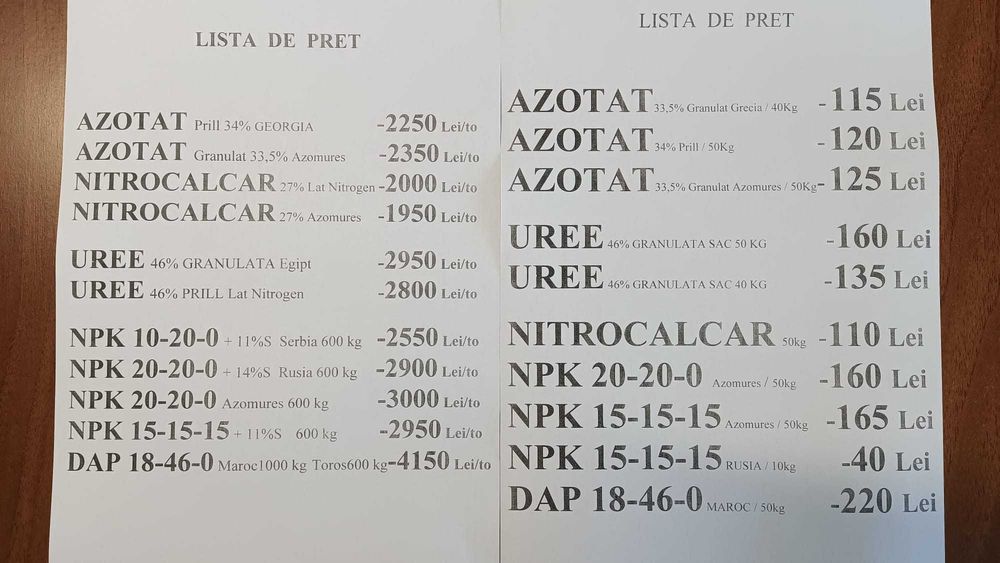 LISTA DE PRET
AZOTAT Prill 34% GEORGIA -2250 Lei/to
AZOTAT Granulat 33,5% Azomures -2350 Lei/to
NITROCALCAR 27% Lat Nitrogen -2000 Lei/to
NITROCALCAR 27% Azomures -1950 Lei/to
UREE 46% GRANULATA Egipt -2950 Lei/to
UREE 46% PRILL Lat Nitrogen -2800 Lei/to
NPK 10-20-0 + 11%S Serbia 600 kg -2550 Lei/to
NPK 20-20-0 + 14%S Rusia 600 kg -2900 Lei/to
NPK 20-20-0 Azomures 600 kg -3000 Lei/to
NPK 15-15-15 + 11%S 600 kg -2950 Lei/to
DAP 18-46-0 Maroc1000 kg Toros600 kg -4150 Lei/to
LISTA DE PRET
AZOTAT 33,5% Granulat Grecia / 40Kg -115 Lei
AZOTAT 34% Prill / 50Kg -120 Lei
AZOTAT 33,5% Granulat Azomures / 50Kg - 125 Lei
UREE 46% GRANULATA SAC 50 KG -160 Lei
UREE 46% GRANULATA SAC 40 KG -135 Lei
NITROCALCAR 50kg -110 Lei
NPK 20-20-0 Azomures / 50kg -160 Lei
NPK 15-15-15 Azomures / 50kg -165 Lei
NPK 15-15-15 RUSIA / 10kg -40 Lei
DAP 18-46-0 MAROC / 50kg -220 Lei